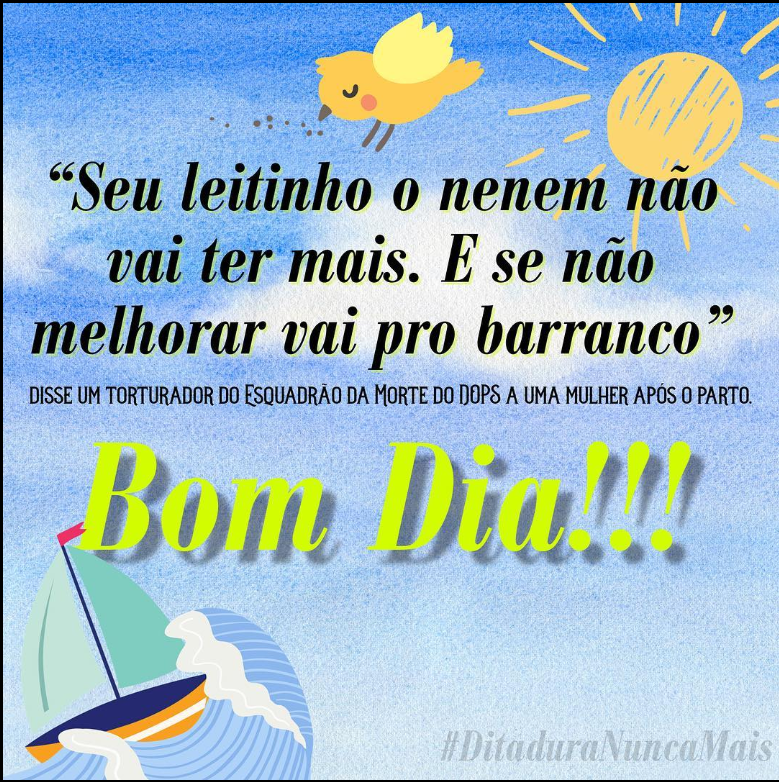 “Seu leitinho o nenem não
vai ter mais. E se não
melhorar vai pro barranco”
DISSE UM TORTURADOR DO ESQUADRÃO DA MORTE DO DOPS A UMA MULHER APÓS O PARTO.
Bom Dia!!!
#DitaduraNuncaMais